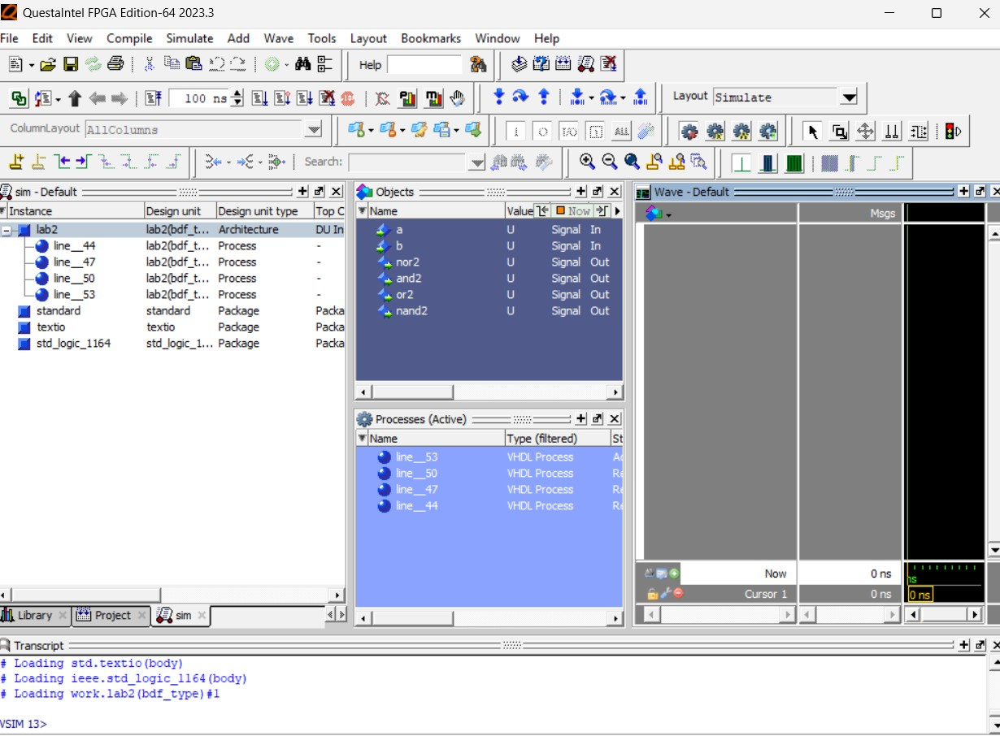 QuestaIntel FPGA Edition-64 2023.3
File Edit View Compile Simulate Add Wave Tools Layout Bookmarks Window Help
Help
100 ns
Layout Simulate
ColumnLayout AllColumns
Search:
sim - Default
Instance Design unit Design unit type Top C
lab2 lab2(bdf_t... Architecture DU In
line__44 lab2(bdf_t... Process -
line__47 lab2(bdf_t... Process -
line__50 lab2(bdf_t... Process -
line__53 lab2(bdf_t... Process -
standard standard Package Packa
textio textio Package Packa
std_logic_1164 std_logic_1... Package Packa
Library Project sim
Objects
Name Value Now
a U Signal In
b U Signal In
nor2 U Signal Out
and2 U Signal Out
or2 U Signal Out
nand2 U Signal Out
Processes (Active)
Name Type (filtered) St
line__53 VHDL Process Ac
line__50 VHDL Process Re
line__47 VHDL Process Re
line__44 VHDL Process Re
Wave - Default
Msgs
Now 0 ns
ns
Cursor 1 0 ns
0 ns
Transcript
# Loading std.textio(body)
# Loading ieee.std_logic_1164(body)
# Loading work.lab2(bdf_type)#1
VSIM 13>